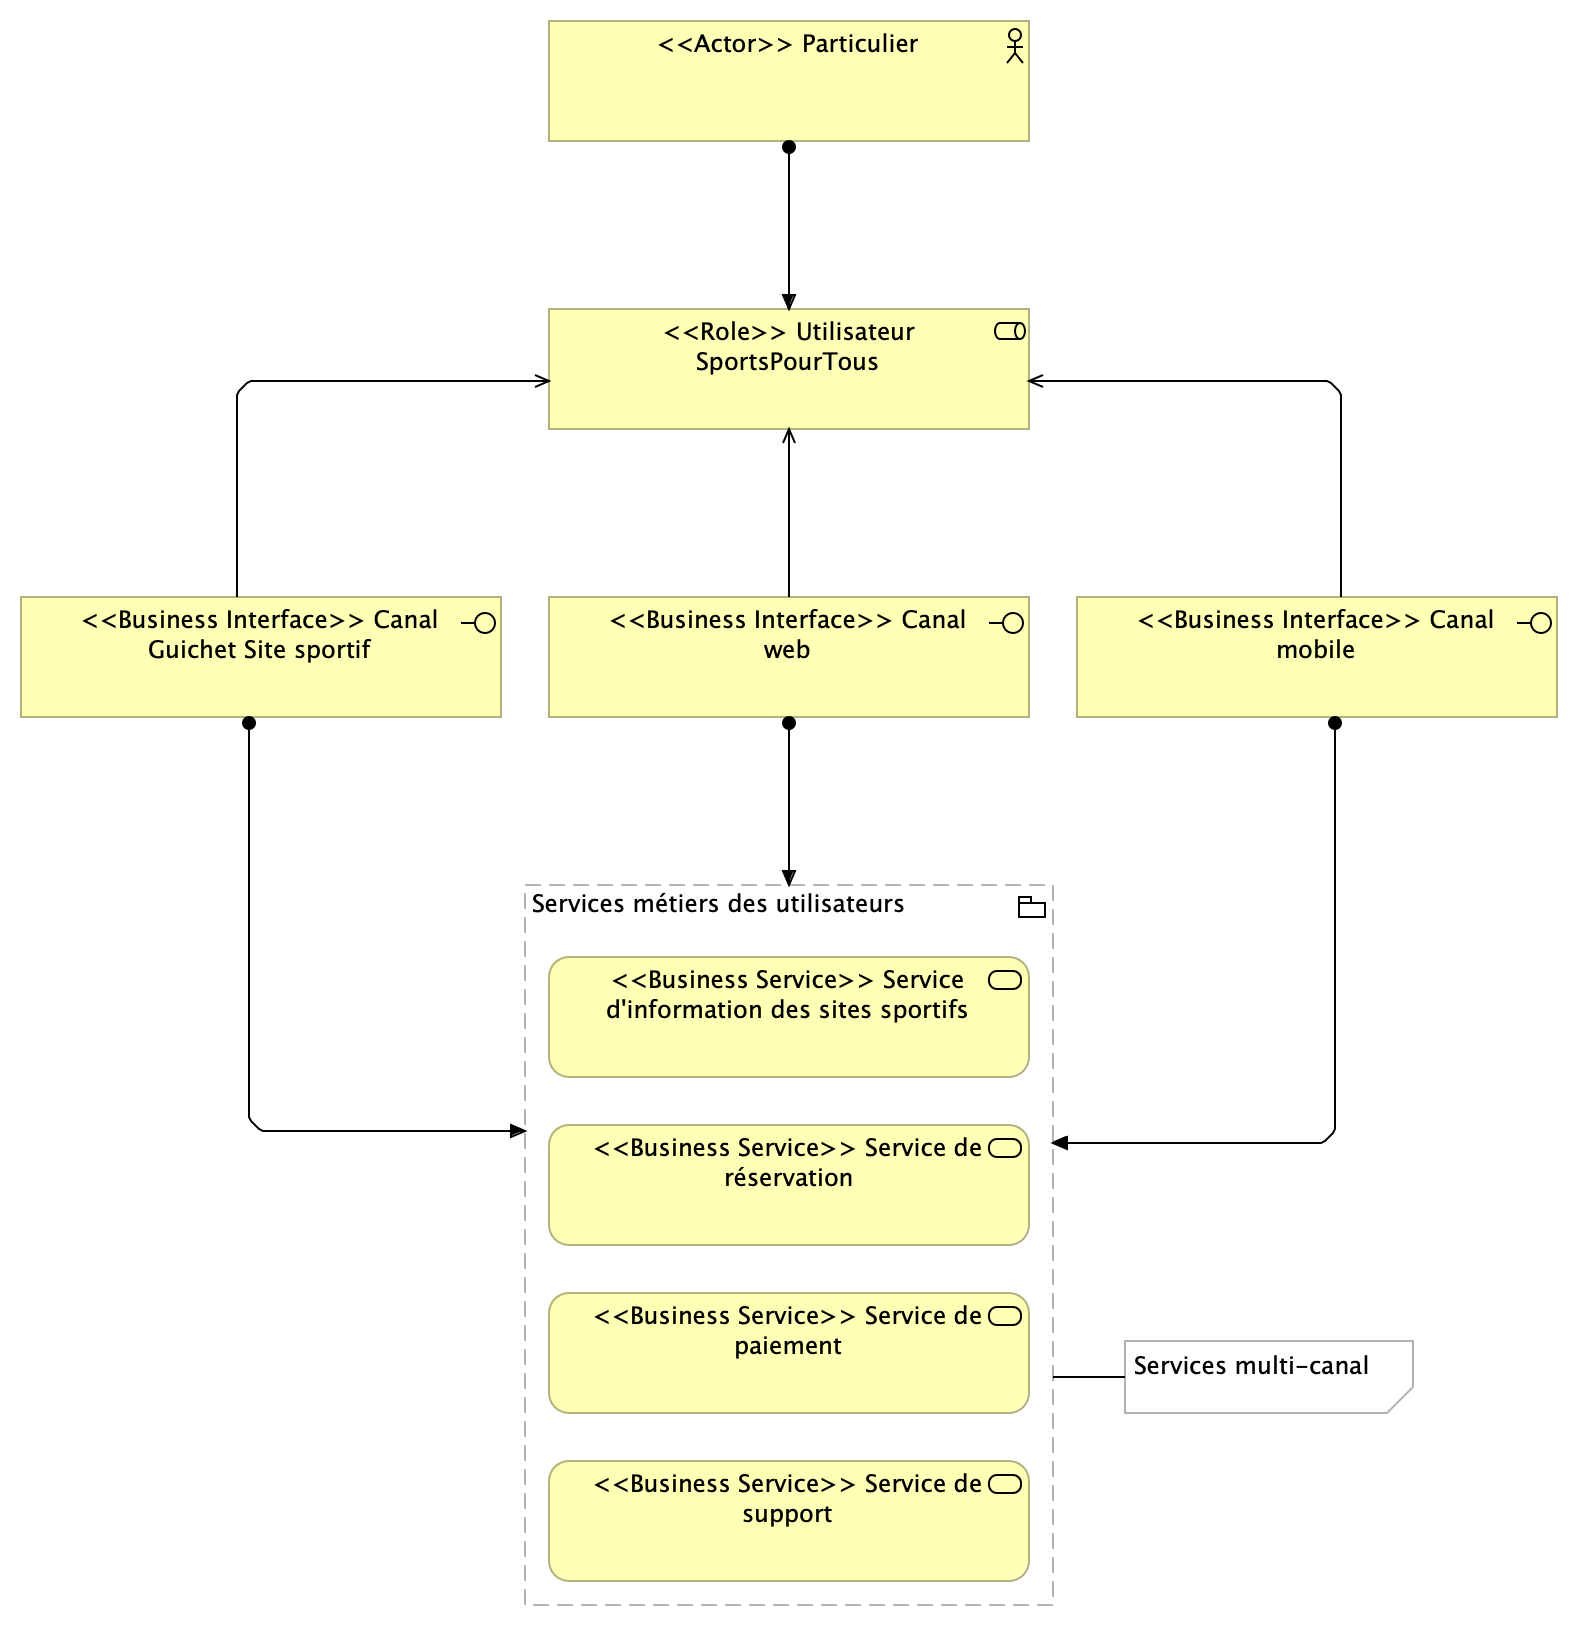 <<Actor>> Particulier
<<Role>> Utilisateur
SportsPourTous
<<Business Interface>> Canal
Guichet Site sportif
<<Business Interface>> Canal
web
<<Business Interface>> Canal
mobile
Services métiers des utilisateurs
<<Business Service>> Service
d'information des sites sportifs
<<Business Service>> Service de
réservation
<<Business Service>> Service de
paiement
Services multi-canal
<<Business Service>> Service de
support